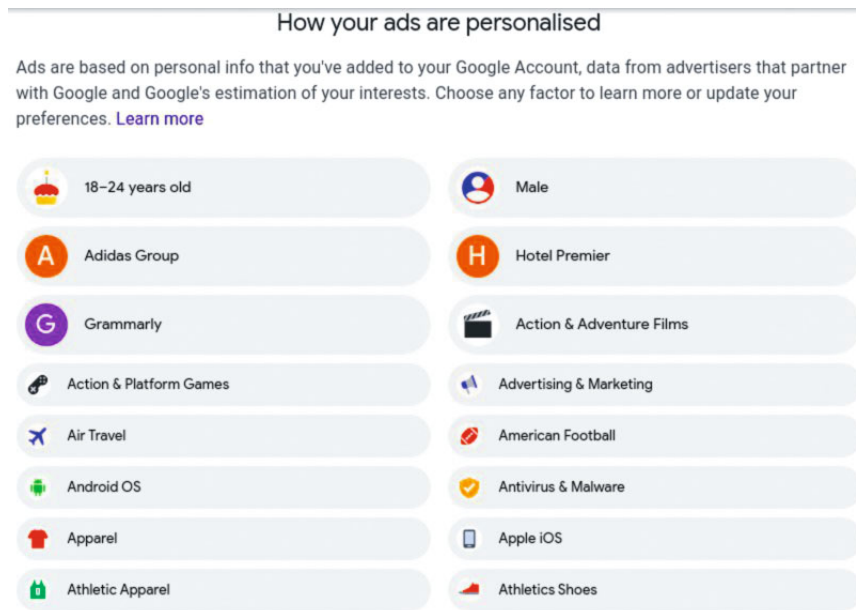 How your ads are personalised
Ads are based on personal info that you've added to your Google Account, data from advertisers that partner
with Google and Google's estimation of your interests. Choose any factor to learn more or update your
preferences. Learn more
18–24 years old
Male
A
Adidas Group
H
Hotel Premier
G
Grammarly
Action & Adventure Films
Action & Platform Games
Advertising & Marketing
Air Travel
American Football
Android OS
Antivirus & Malware
Apparel
Apple iOS
Athletic Apparel
Athletics Shoes